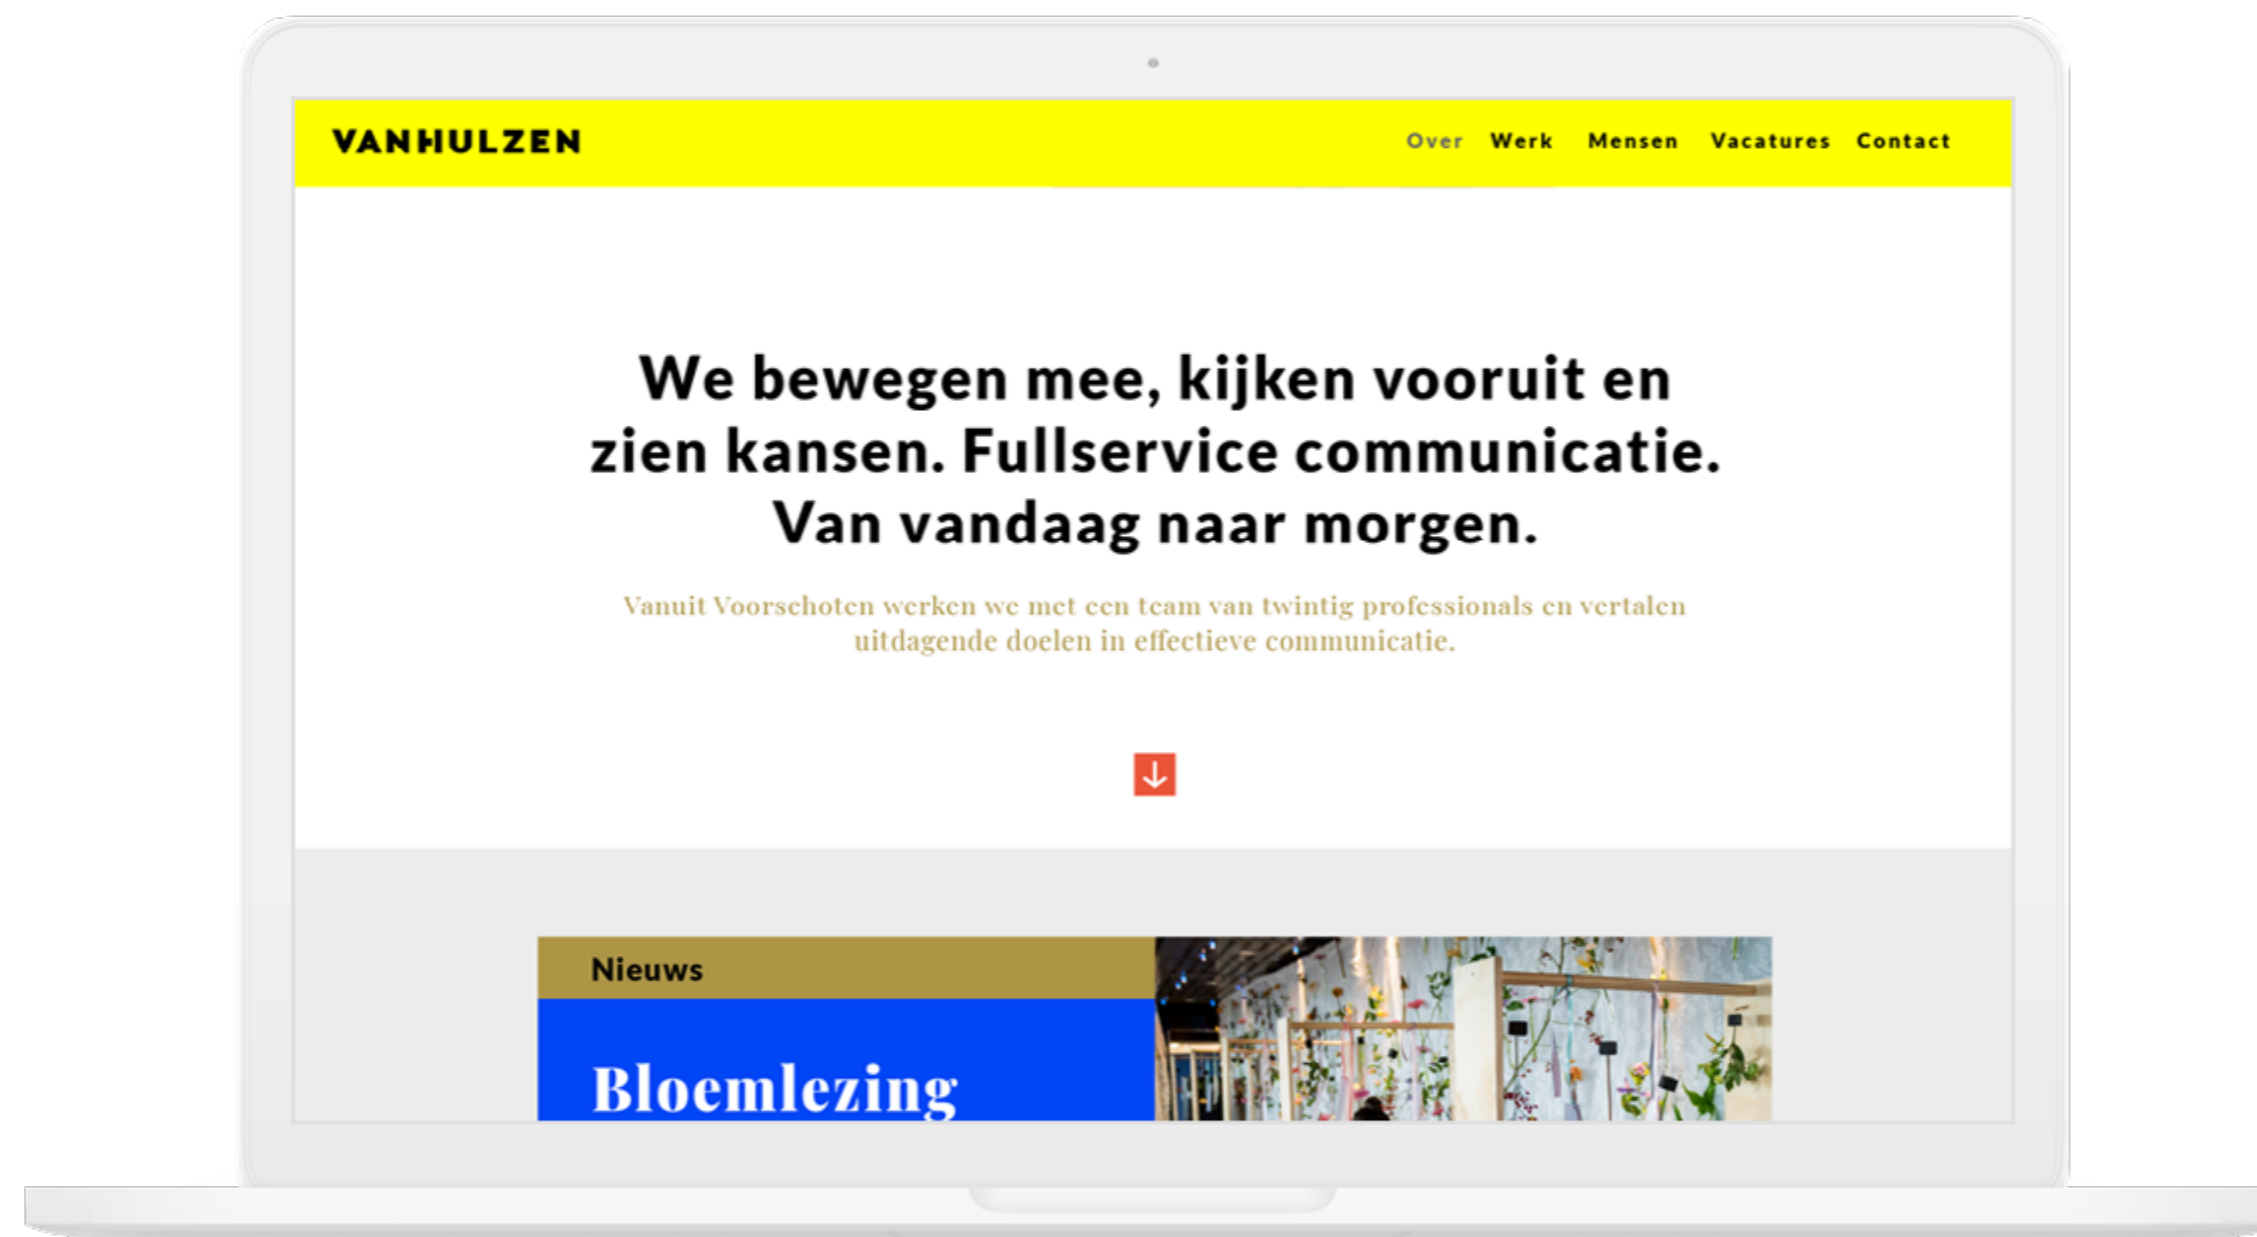 VANHULZEN
Over Werk Mensen Vacatures Contact
We bewegen mee, kijken vooruit en
zien kansen. Fullservice communicatie.
Van vandaag naar morgen.
Vanuit Voorschoten werken we met een team van twintig professionals en vertalen
uitdagende doelen in effectieve communicatie.
Nieuws
Bloemlezing